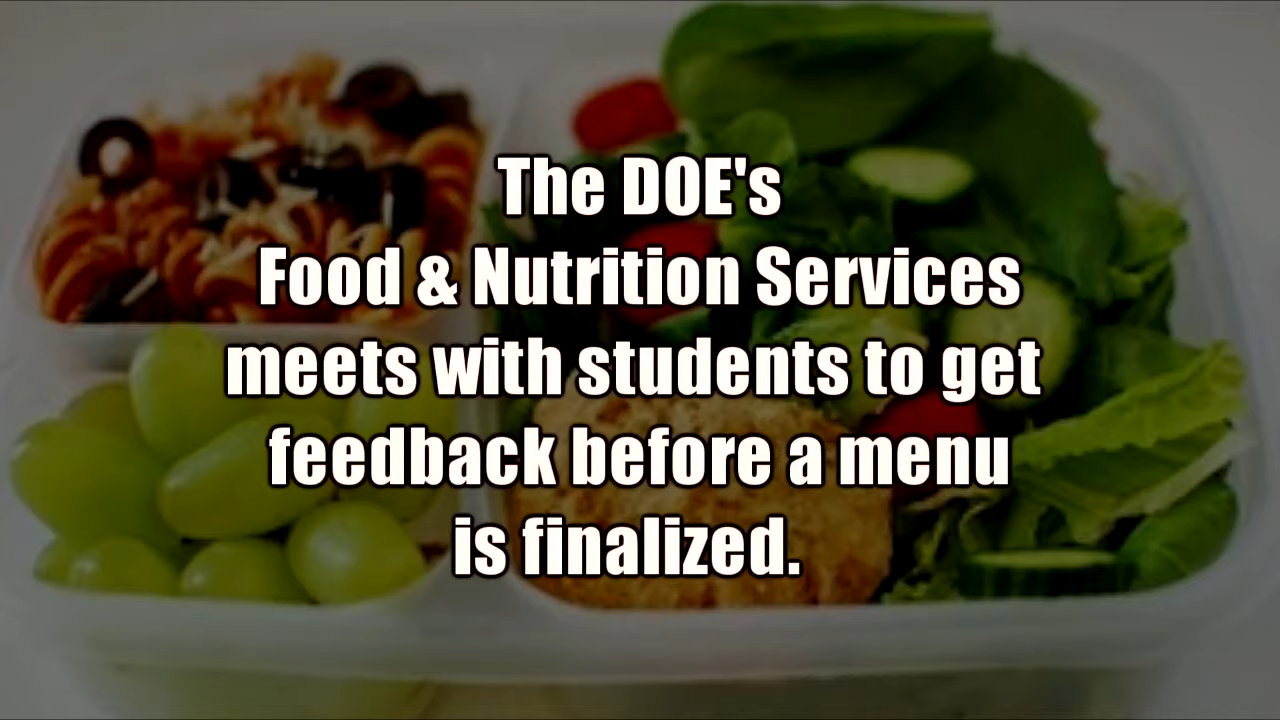 The DOE's
Food & Nutrition Services
meets with students to get
feedback before a menu
is finalized.